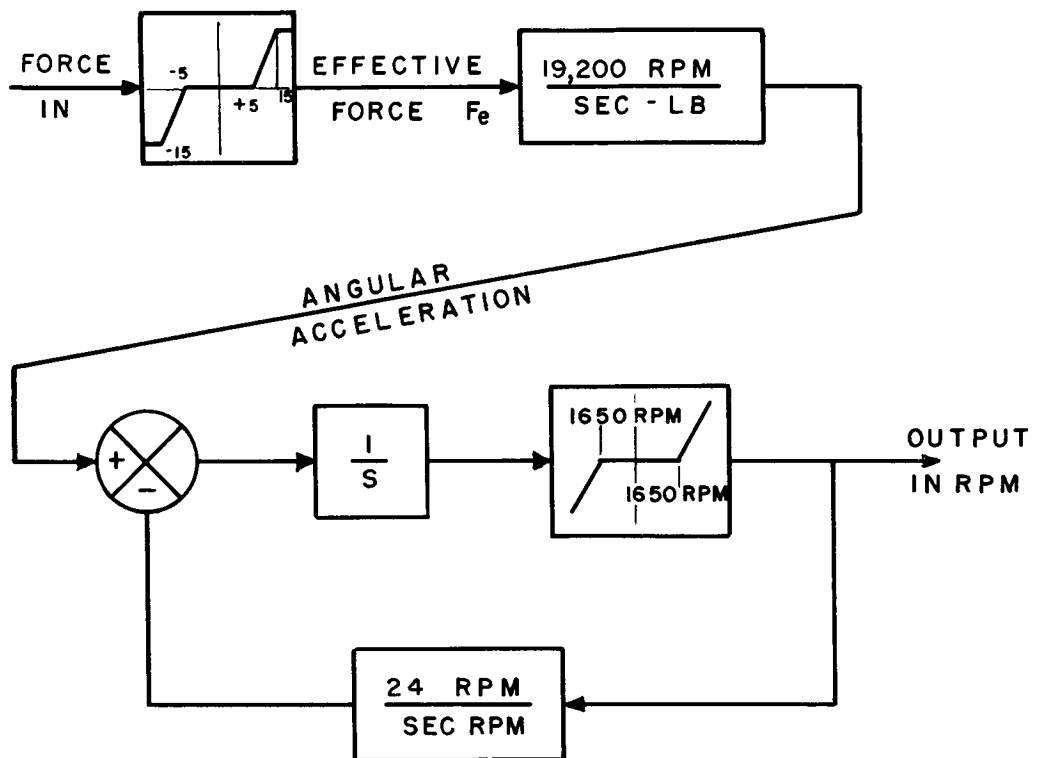 FORCE
IN
-5
+5
15
-15
EFFECTIVE
FORCE Fe
19,200 RPM
SEC - LB
ANGULAR
ACCELERATION
+
-
1
S
1650 RPM
1650 RPM
OUTPUT
IN RPM
24 RPM
SEC RPM